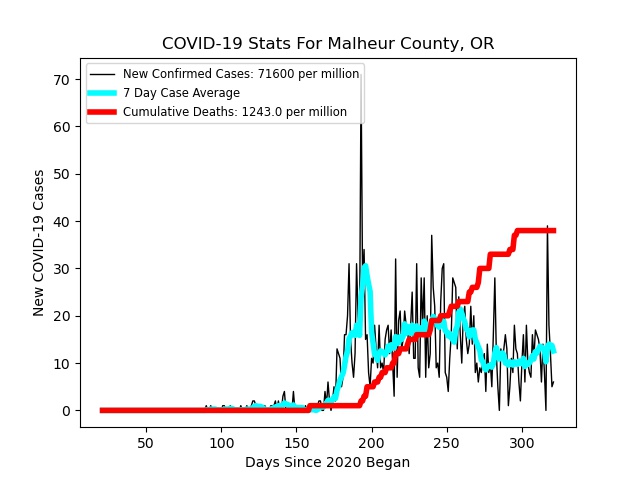 COVID-19 Stats For Malheur County, OR
New Confirmed Cases: 71600 per million
7 Day Case Average
Cumulative Deaths: 1243.0 per million
New COVID-19 Cases
70
60
50
40
30
20
10
0
50 100 150 200 250 300
Days Since 2020 Began